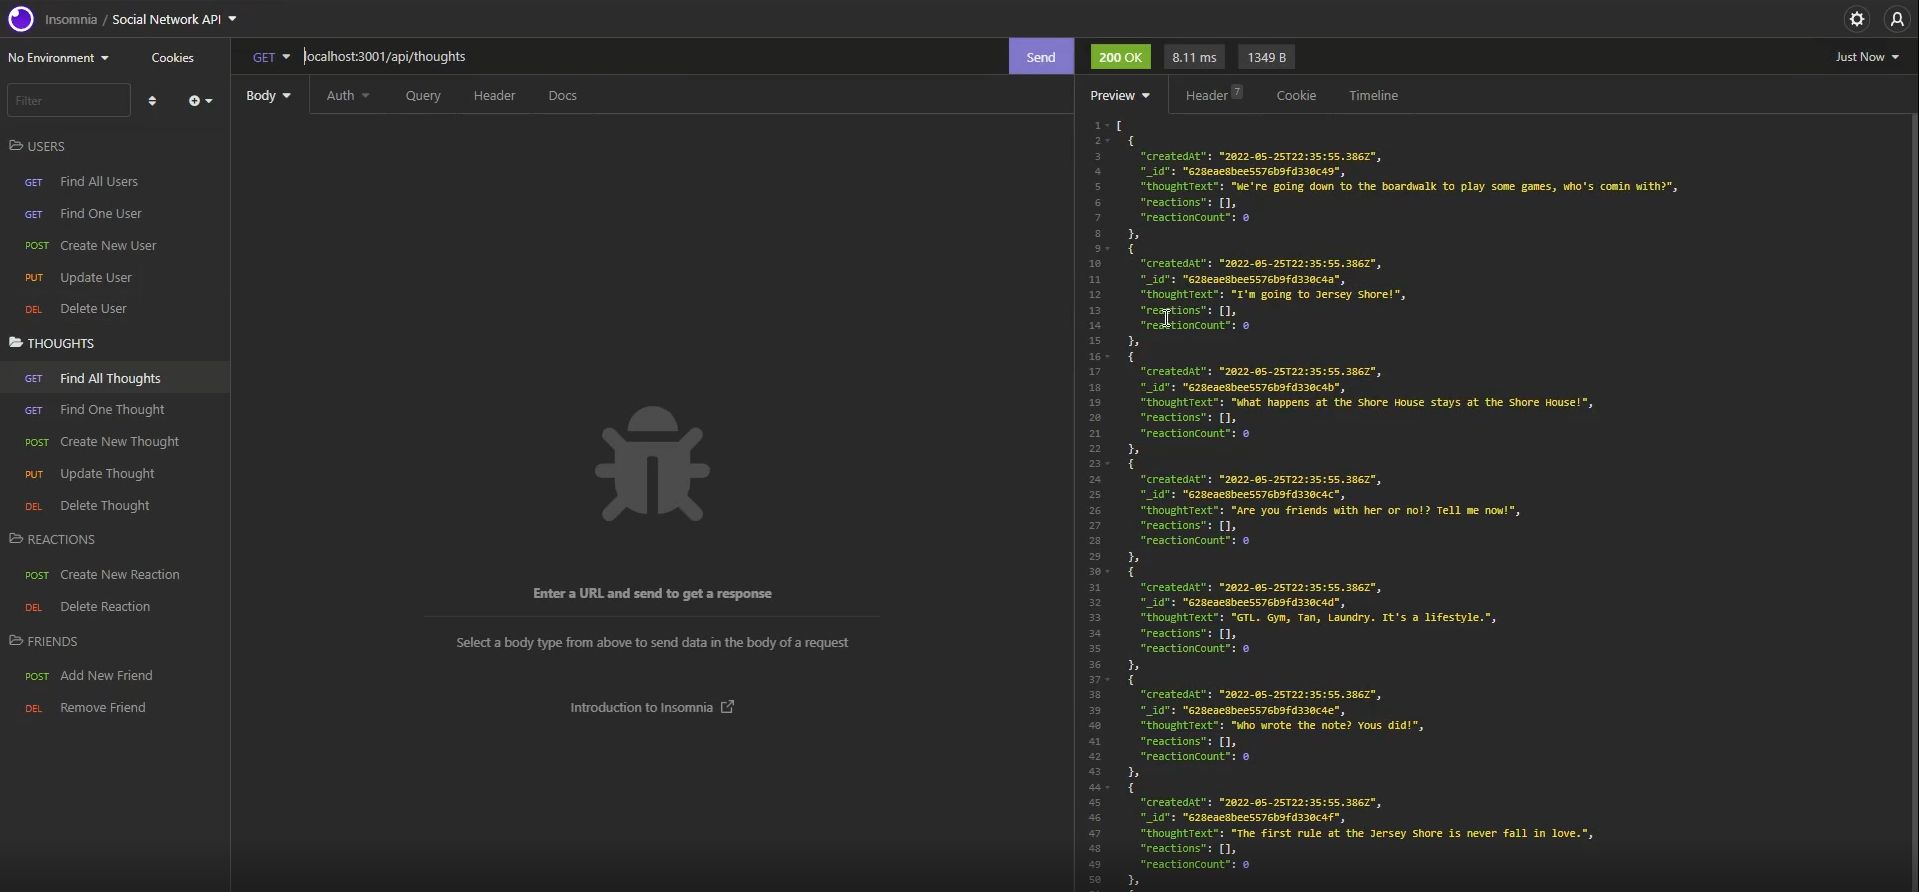 Insomnia / Social Network API
No Environment
Cookies
GET
localhost:3001/api/thoughts
Send
200 OK
8.11 ms
1349 B
Just Now
Filter
Body
Auth
Query
Header
Docs
Preview
Header 7
Cookie
Timeline
USERS
GET Find All Users
GET Find One User
POST Create New User
PUT Update User
DEL Delete User
THOUGHTS
GET Find All Thoughts
GET Find One Thought
POST Create New Thought
PUT Update Thought
DEL Delete Thought
REACTIONS
POST Create New Reaction
DEL Delete Reaction
FRIENDS
POST Add New Friend
DEL Remove Friend
Enter a URL and send to get a response
Select a body type from above to send data in the body of a request
Introduction to Insomnia
1 [
2 {
3 "createdAt": "2022-05-25T22:35:55.386Z",
4 "_id": "628eae8bee5576b9fd330c49",
5 "thoughtText": "We're going down to the boardwalk to play some games, who's comin with?",
6 "reactions": [],
7 "reactionCount": 0
8 },
9 {
10 "createdAt": "2022-05-25T22:35:55.386Z",
11 "_id": "628eae8bee5576b9fd330c4a",
12 "thoughtText": "I'm going to Jersey Shore!",
13 "reactions": [],
14 "reactionCount": 0
15 },
16 {
17 "createdAt": "2022-05-25T22:35:55.386Z",
18 "_id": "628eae8bee5576b9fd330c4b",
19 "thoughtText": "What happens at the Shore House stays at the Shore House!",
20 "reactions": [],
21 "reactionCount": 0
22 },
23 {
24 "createdAt": "2022-05-25T22:35:55.386Z",
25 "_id": "628eae8bee5576b9fd330c4c",
26 "thoughtText": "Are you friends with her or no!? Tell me now!",
27 "reactions": [],
28 "reactionCount": 0
29 },
30 {
31 "createdAt": "2022-05-25T22:35:55.386Z",
32 "_id": "628eae8bee5576b9fd330c4d",
33 "thoughtText": "GTL. Gym, Tan, Laundry. It's a lifestyle.",
34 "reactions": [],
35 "reactionCount": 0
36 },
37 {
38 "createdAt": "2022-05-25T22:35:55.386Z",
39 "_id": "628eae8bee5576b9fd330c4e",
40 "thoughtText": "Who wrote the note? Yous did!",
41 "reactions": [],
42 "reactionCount": 0
43 },
44 {
45 "createdAt": "2022-05-25T22:35:55.386Z",
46 "_id": "628eae8bee5576b9fd330c4f",
47 "thoughtText": "The first rule at the Jersey Shore is never fall in love.",
48 "reactions": [],
49 "reactionCount": 0
50 },